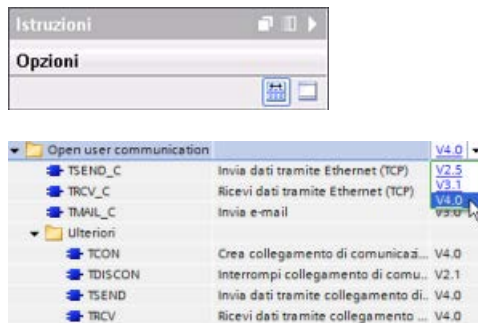 Istruzioni
Opzioni
Open user communication V4.0
TSEND_C Invia dati tramite Ethernet (TCP) V2.5
V3.1
TRCV_C Ricevi dati tramite Ethernet (TCP)
V4.0
TMAIL_C Invia e-mail V3.0
Ulteriori
TCON Crea collegamento di comunicazi... V4.0
TDISCON Interrompi collegamento di comu... V2.1
TSEND Invia dati tramite collegamento di... V4.0
TRCV Ricevi dati tramite collegamento ... V4.0